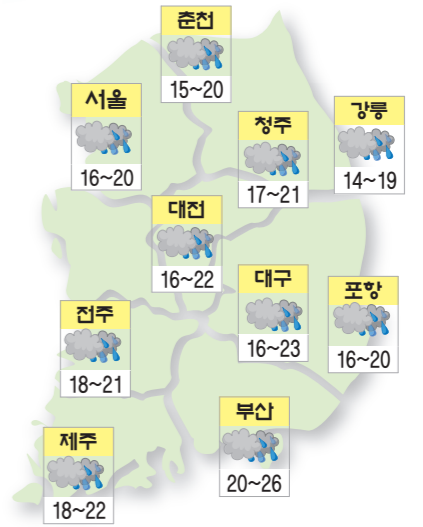 춘천
15~20
서울
16~20
강릉
14~19
청주
17~21
대전
16~22
대구
16~23
포항
16~20
전주
18~21
부산
20~26
제주
18~22